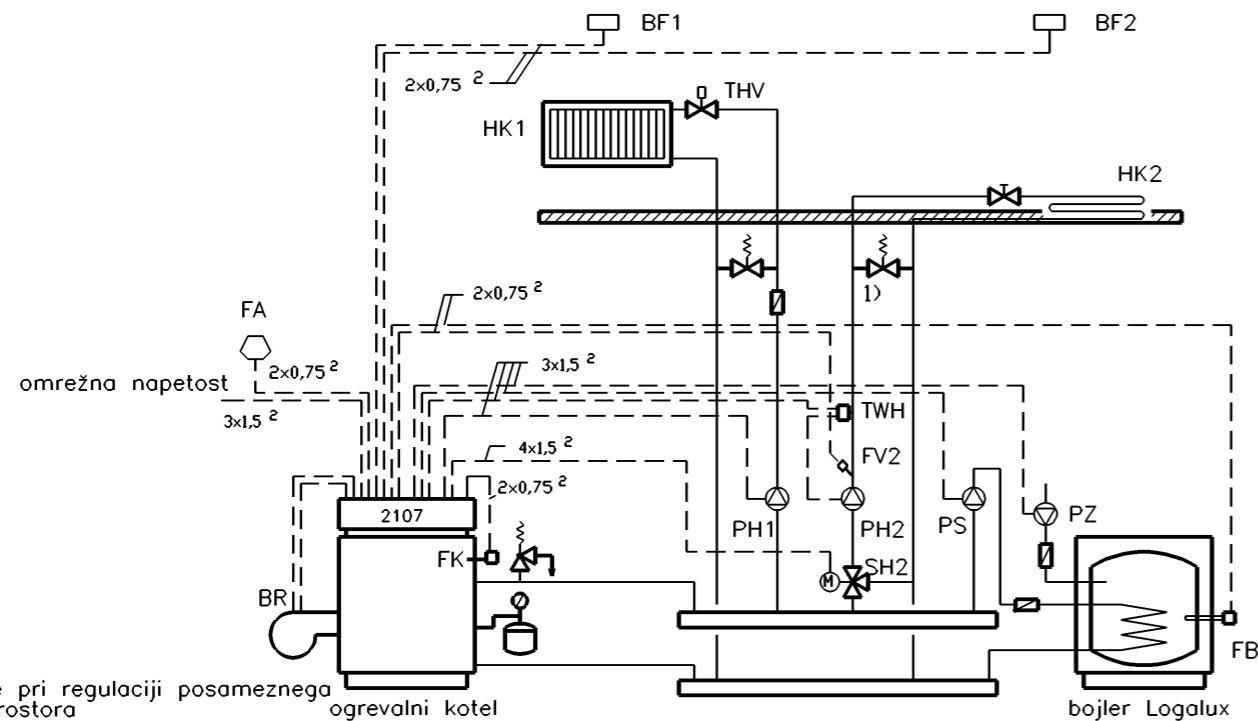 BF1
BF2
2×0,75 ²
THV
HK1
HK2
1)
2×0,75 ²
FA
2×0,75 ²
3×1,5 ²
omrežna napetost
3×1,5 ²
TWH
4×1,5 ²
FV2
2×0,75 ²
2107
PH1
PH2
PS
PZ
FK
SH2
M
BR
FB
pri regulaciji posameznega
ogrevalni kotel
bojler Logalux